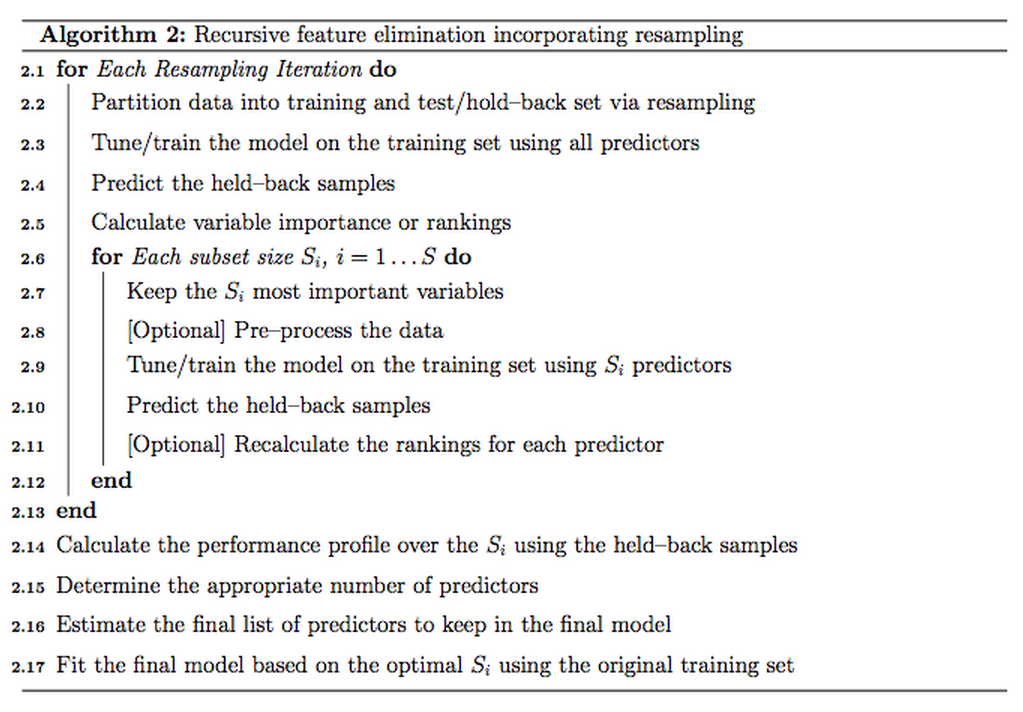 Algorithm 2: Recursive feature elimination incorporating resampling
2.1 for Each Resampling Iteration do
2.2 Partition data into training and test/hold–back set via resampling
2.3 Tune/train the model on the training set using all predictors
2.4 Predict the held–back samples
2.5 Calculate variable importance or rankings
2.6 for Each subset size Sᵢ, i = 1 . . . S do
2.7 Keep the Sᵢ most important variables
2.8 [Optional] Pre–process the data
2.9 Tune/train the model on the training set using Sᵢ predictors
2.10 Predict the held–back samples
2.11 [Optional] Recalculate the rankings for each predictor
2.12 end
2.13 end
2.14 Calculate the performance profile over the Sᵢ using the held–back samples
2.15 Determine the appropriate number of predictors
2.16 Estimate the final list of predictors to keep in the final model
2.17 Fit the final model based on the optimal Sᵢ using the original training set